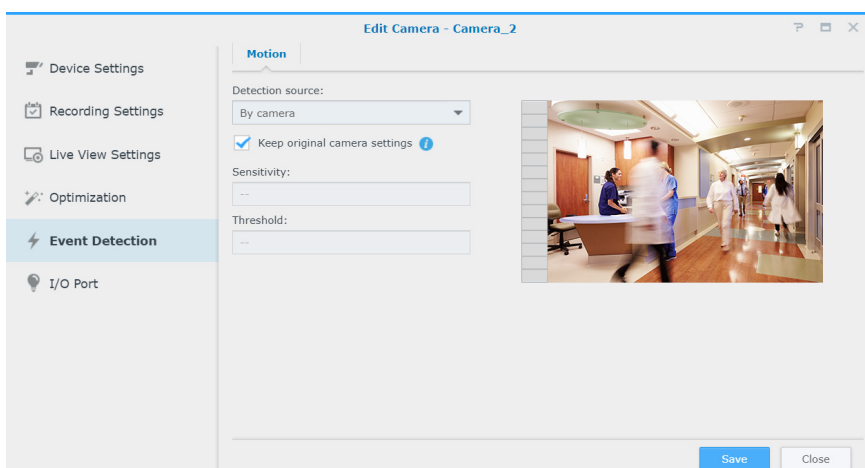 Edit Camera - Camera_2
Device Settings
Recording Settings
Live View Settings
Optimization
Event Detection
I/O Port
Motion
Detection source:
By camera
Keep original camera settings
Sensitivity:
--
Threshold:
--
Save
Close